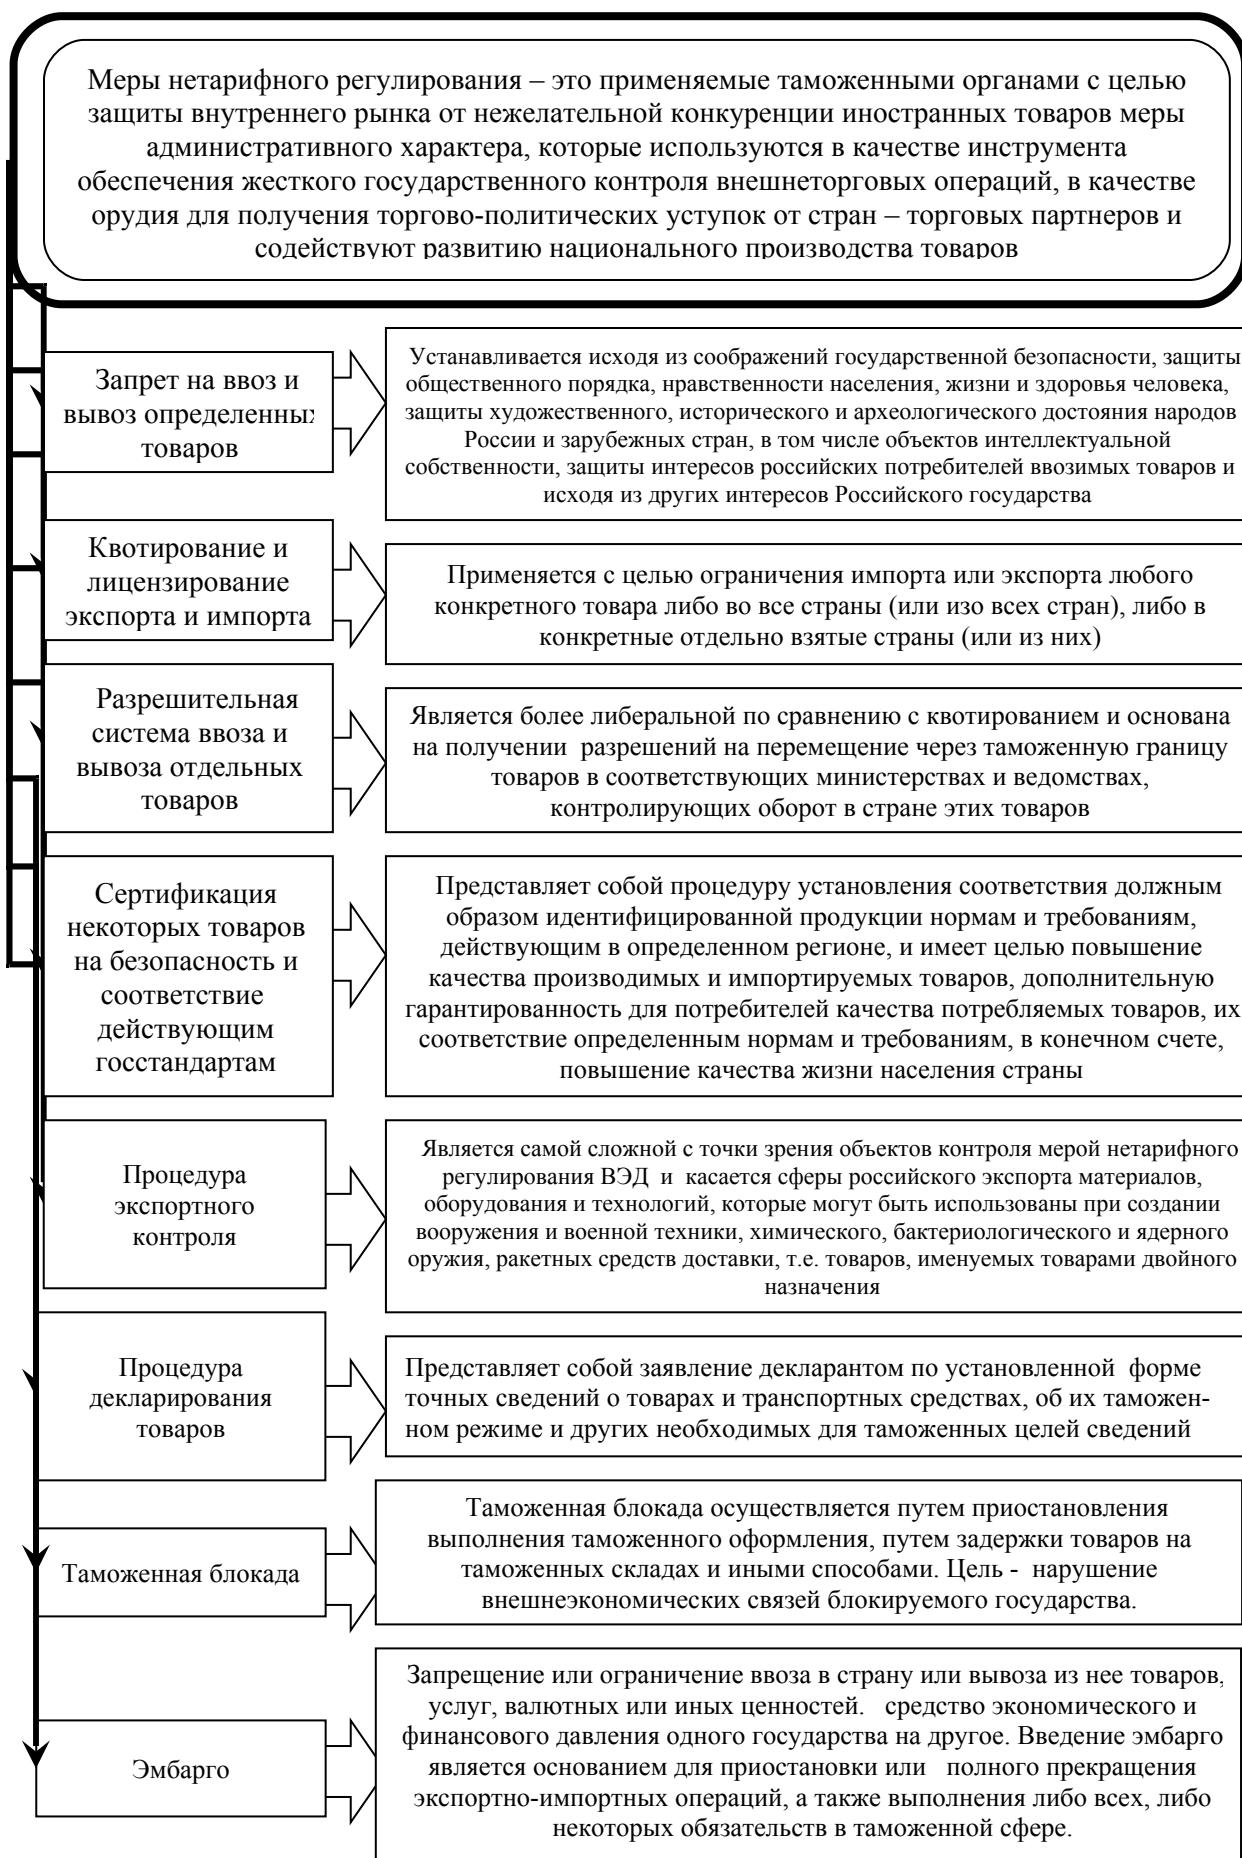 Меры нетарифного регулирования – это применяемые таможенными органами с целью
защиты внутреннего рынка от нежелательной конкуренции иностранных товаров меры
административного характера, которые используются в качестве инструмента
обеспечения жесткого государственного контроля внешнеторговых операций, в качестве
орудия для получения торгово-политических уступок от стран – торговых партнеров и
содействуют развитию национального производства товаров
Запрет на ввоз и
вывоз определенных
товаров
Устанавливается исходя из соображений государственной безопасности, защиты
общественного порядка, нравственности населения, жизни и здоровья человека,
защиты художественного, исторического и археологического достояния народов
России и зарубежных стран, в том числе объектов интеллектуальной
собственности, защиты интересов российских потребителей ввозимых товаров и
исходя из других интересов Российского государства
Квотирование и
лицензирование
экспорта и импорта
Применяется с целью ограничения импорта или экспорта любого
конкретного товара либо во все страны (или изо всех стран), либо в
конкретные отдельно взятые страны (или из них)
Разрешительная
система ввоза и
вывоза отдельных
товаров
Является более либеральной по сравнению с квотированием и основана
на получении разрешений на перемещение через таможенную границу
товаров в соответствующих министерствах и ведомствах,
контролирующих оборот в стране этих товаров
Сертификация
некоторых товаров
на безопасность и
соответствие
действующим
госстандартам
Представляет собой процедуру установления соответствия должным
образом идентифицированной продукции нормам и требованиям,
действующим в определенном регионе, и имеет целью повышение
качества производимых и импортируемых товаров, дополнительную
гарантированность для потребителей качества потребляемых товаров, их
соответствие определенным нормам и требованиям, в конечном счете,
повышение качества жизни населения страны
Процедура
экспортного
контроля
Является самой сложной с точки зрения объектов контроля мерой нетарифного
регулирования ВЭД и касается сферы российского экспорта материалов,
оборудования и технологий, которые могут быть использованы при создании
вооружения и военной техники, химического, бактериологического и ядерного
оружия, ракетных средств доставки, т.е. товаров, именуемых товарами двойного
назначения
Процедура
декларирования
товаров
Представляет собой заявление декларантом по установленной форме
точных сведений о товарах и транспортных средствах, об их таможен-
ном режиме и других необходимых для таможенных целей сведений
Таможенная блокада
Таможенная блокада осуществляется путем приостановления
выполнения таможенного оформления, путем задержки товаров на
таможенных складах и иными способами. Цель - нарушение
внешнеэкономических связей блокируемого государства.
Эмбарго
Запрещение или ограничение ввоза в страну или вывоза из нее товаров,
услуг, валютных или иных ценностей. средство экономического и
финансового давления одного государства на другое. Введение эмбарго
является основанием для приостановки или полного прекращения
экспортно-импортных операций, а также выполнения либо всех, либо
некоторых обязательств в таможенной сфере.